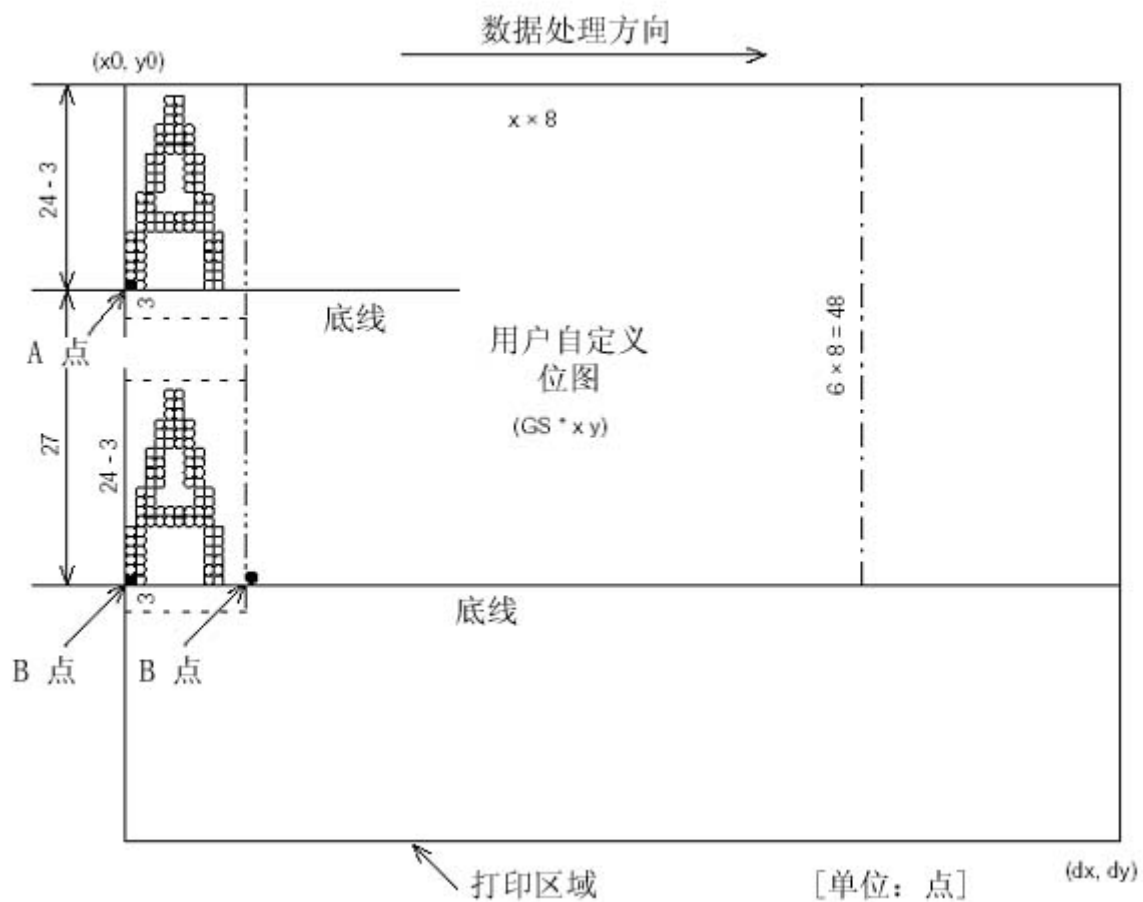 数据处理方向
(x0, y0)
x × 8
24 - 3
3
底线
A 点
用户自定义
位图
(GS * x y)
6 × 8 = 48
27
24 - 3
3
底线
B 点
B 点
打印区域
[单位: 点]
(dx, dy)